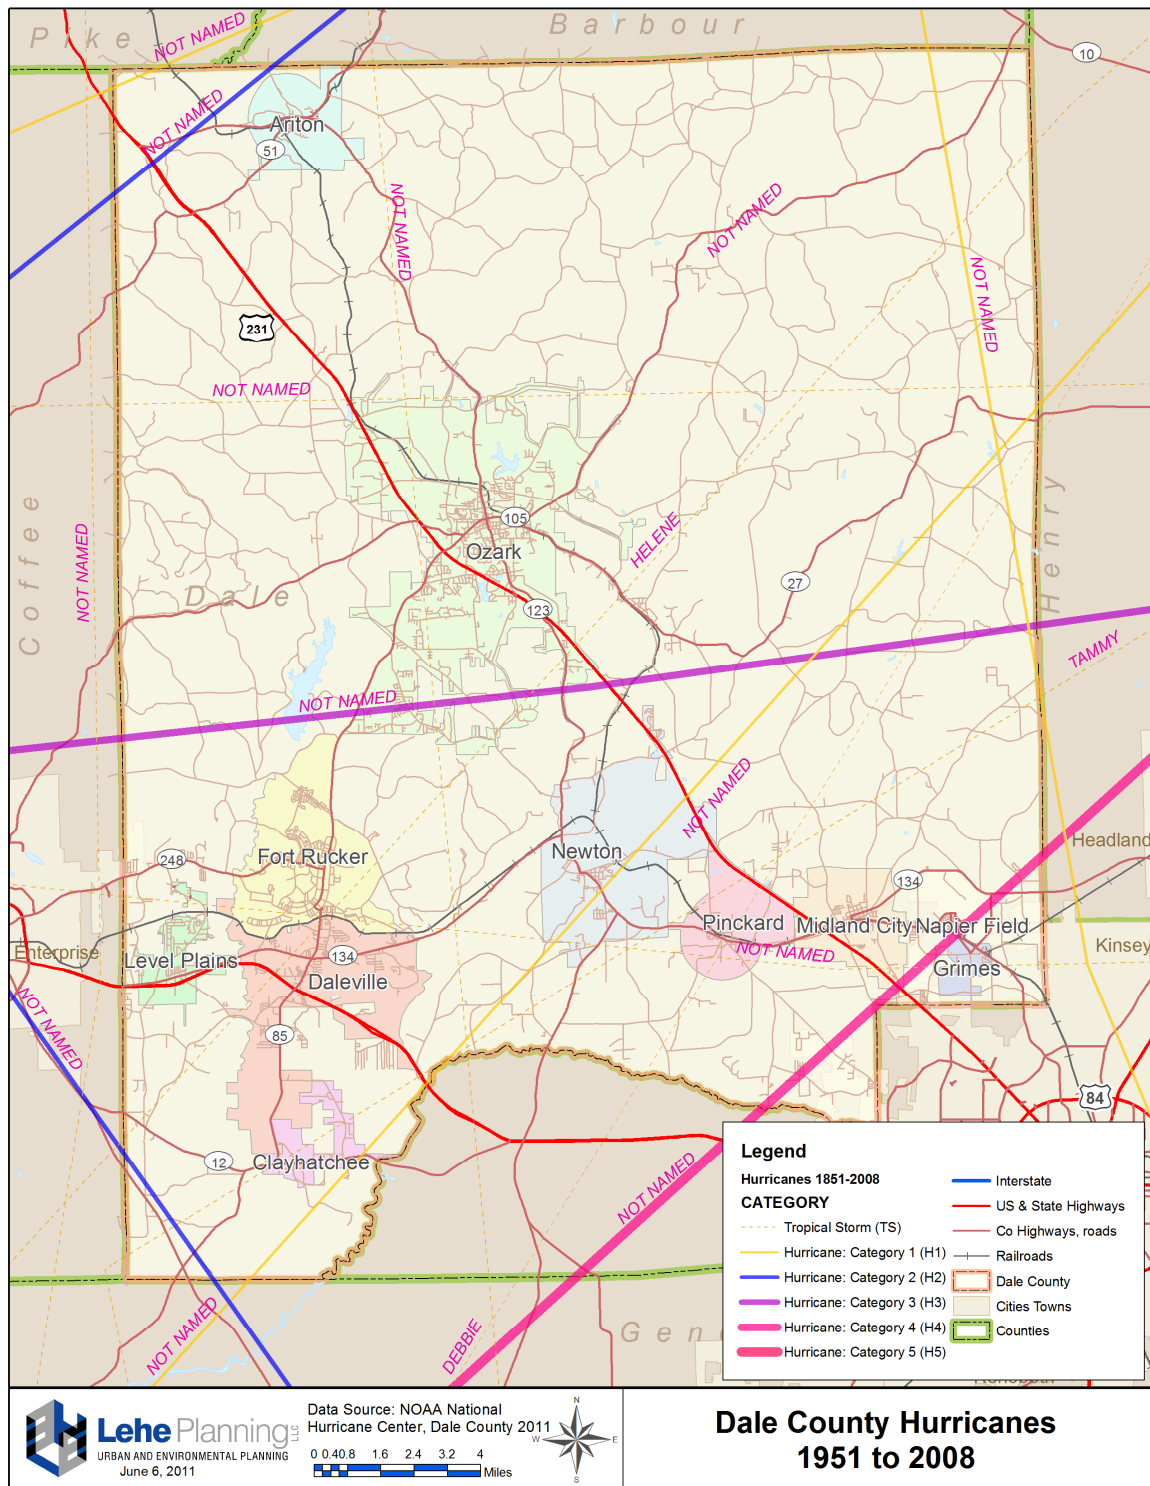 Pike
Barbour
NOT NAMED
10
NOT NAMED
Ariton
51
NOT NAMED
NOT NAMED
NOT NAMED
231
NOT NAMED
Coffee
Henry
105
HELENE
Ozark
NOT NAMED
27
Dale
123
TAMMY
NOT NAMED
NOT NAMED
Headland
Newton
Fort Rucker
248
134
Pinckard
Midland City
Napier Field
Kinsey
Enterprise
Level Plains
134
NOT NAMED
Grimes
Daleville
NOT NAMED
85
84
12
Clayhatchee
NOT NAMED
NOT NAMED
DEBBIE
Gen
Legend
Hurricanes 1851-2008
CATEGORY
Tropical Storm (TS)
Hurricane: Category 1 (H1)
Hurricane: Category 2 (H2)
Hurricane: Category 3 (H3)
Hurricane: Category 4 (H4)
Hurricane: Category 5 (H5)
Interstate
US & State Highways
Co Highways, roads
Railroads
Dale County
Cities Towns
Counties
Lehe Planning LLC
URBAN AND ENVIRONMENTAL PLANNING
June 6, 2011
Data Source: NOAA National
Hurricane Center, Dale County 2011
0 0.40.8 1.6 2.4 3.2 4
Miles
N
W E
S
Dale County Hurricanes
1951 to 2008